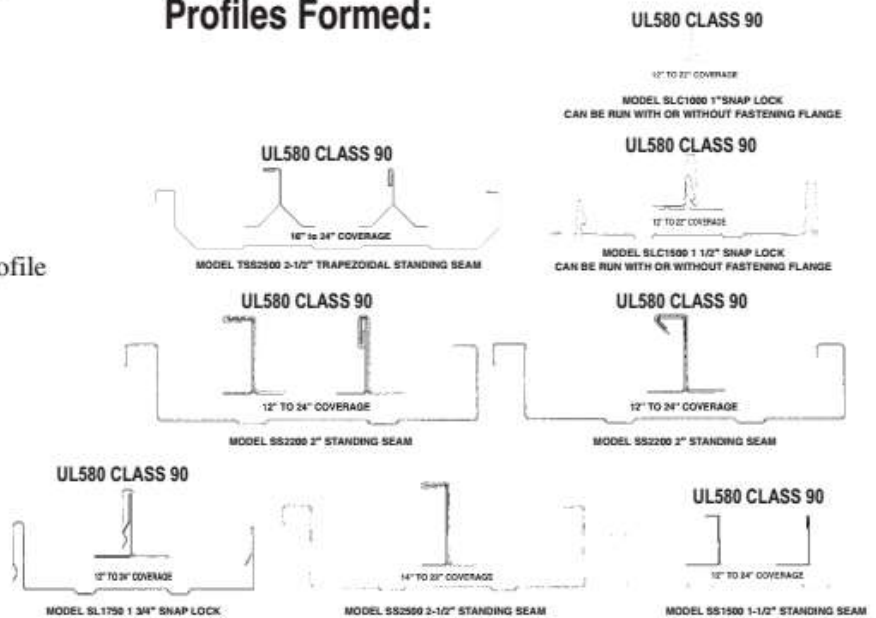 Profiles Formed:
UL580 CLASS 90
12" TO 22" COVERAGE
MODEL SLC1000 1" SNAP LOCK
CAN BE RUN WITH OR WITHOUT FASTENING FLANGE
UL580 CLASS 90
16" to 24" COVERAGE
MODEL TSS2500 2-1/2" TRAPEZOIDAL STANDING SEAM
UL580 CLASS 90
12" TO 22" COVERAGE
MODEL SLC1500 1 1/2" SNAP LOCK
CAN BE RUN WITH OR WITHOUT FASTENING FLANGE
ofile
UL580 CLASS 90
12" TO 24" COVERAGE
MODEL SS2200 2" STANDING SEAM
UL580 CLASS 90
12" TO 24" COVERAGE
MODEL SS2200 2" STANDING SEAM
UL580 CLASS 90
12" TO 24" COVERAGE
MODEL SL1750 1 3/4" SNAP LOCK
14" TO 23" COVERAGE
MODEL SS2500 2-1/2" STANDING SEAM
UL580 CLASS 90
12" TO 24" COVERAGE
MODEL SS1500 1-1/2" STANDING SEAM